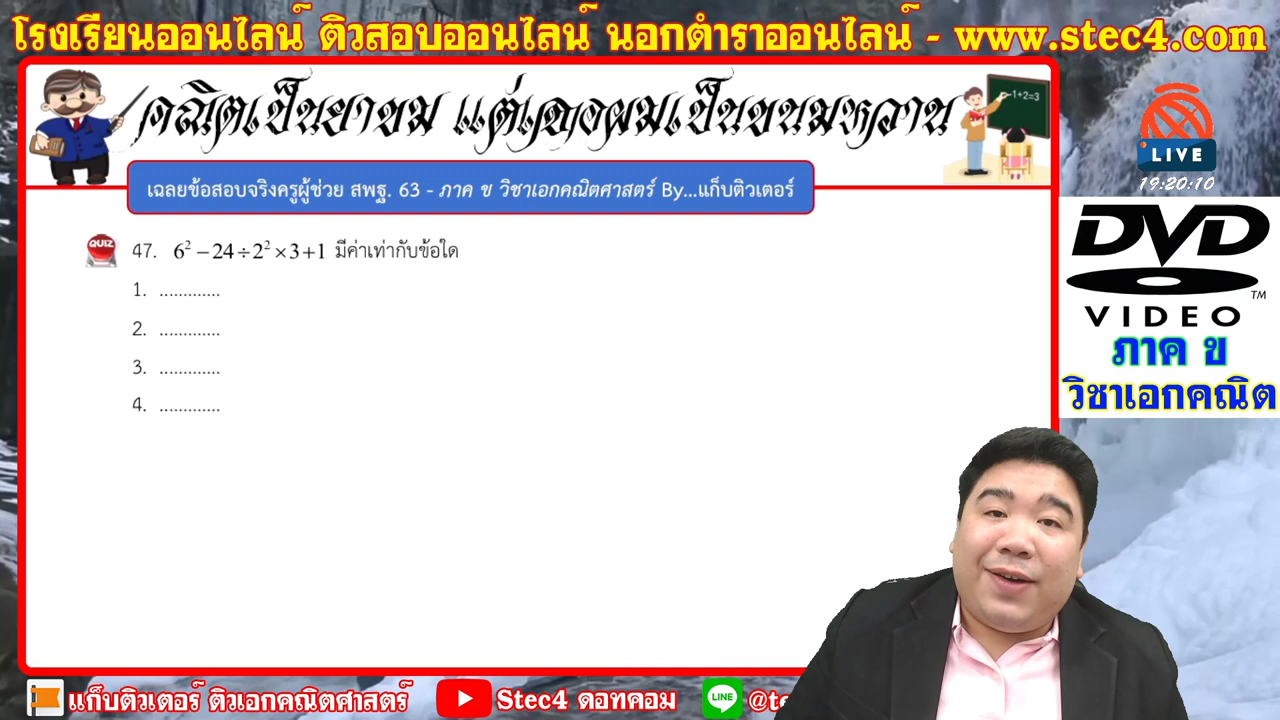 โรงเรียนออนไลน์ ติวสอบออนไลน์ นอกตำราออนไลน์ - www.stec4.com
คณิตเป็นยาขม แต่เจอผมเป็นขนมหวาน
1+2=3
LIVE
19:20:10
เฉลยข้อสอบจริงครูผู้ช่วย สพฐ. 63 - ภาค ข วิชาเอกคณิตศาสตร์ By...แก็บติวเตอร์
QUIZ
47. 6² − 24 ÷ 2² × 3 + 1 มีค่าเท่ากับข้อใด
1. .............
2. .............
3. .............
4. .............
DVD
VIDEO
TM
ภาค ข
วิชาเอกคณิต
แก็บติวเตอร์ ติวเอกคณิตศาสตร์
Stec4 ดอทคอม
LINE